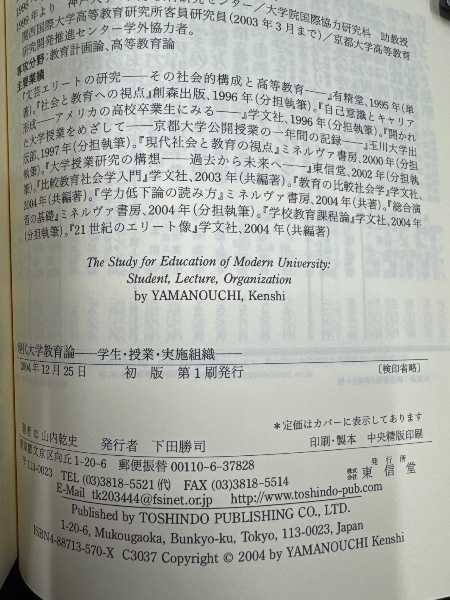 1999年より 神戸大学
研究センター／大学院国際協力研究科 助教授
関西国際大学高等教育研究所客員研究員(2003年3月まで)／京都大学高等教育
研究開発推進センター学外協力者。
専攻分野：教育計画論、高等教育論
主要業績
『文芸エリートの研究――その社会的構成と高等教育――』有精堂、1995年(単
著)。『社会と教育への視点』創森出版、1996年(分担執筆)。『自己意識とキャリア
形成――アメリカの高校卒業生にみる――』学文社、1996年(分担執筆)。『開かれ
た大学授業をめざして――京都大学公開授業の一年間の記録――』玉川大学出
版部、1997年(分担執筆)。『現代社会と教育の視点』ミネルヴァ書房、2000年(分担
執筆)。『大学授業研究の構想――過去から未来へ――』東信堂、2002年(分担執
筆)。『比較教育社会学入門』学文社、2003年(共編著)。『教育の比較社会学』学文社、
2004年(共編著)。『学力低下論の読み方』ミネルヴァ書房、2004年(共著)。『総合演
習の基礎』ミネルヴァ書房、2004年(分担執筆)。『学校教育課程論』学文社、2004年
(分担執筆)。『21世紀のエリート像』学文社、2004年(共編著)
The Study for Education of Modern University:
Student, Lecture, Organization
by YAMANOUCHI, Kenshi
現代大学教育論――学生・授業・実施組織――
2004年12月25日 初 版 第1刷発行 〔検印省略〕
＊定価はカバーに表示してあります
著者 © 山内乾史 発行者 下田勝司 印刷・製本 中央精版印刷
東京都文京区向丘1-20-6 郵便振替00110-6-37828 発行所
〒113-0023 TEL (03)3818-5521(代) FAX (03)3818-5514 株式会社 東信堂
E-Mail tk203444@fsinet.or.jp http://www.toshindo-pub.com
Published by TOSHINDO PUBLISHING CO., LTD.
1-20-6, Mukougaoka, Bunkyo-ku, Tokyo, 113-0023, Japan
ISBN4-88713-570-X C3037 Copyright © 2004 by YAMANOUCHI Kenshi